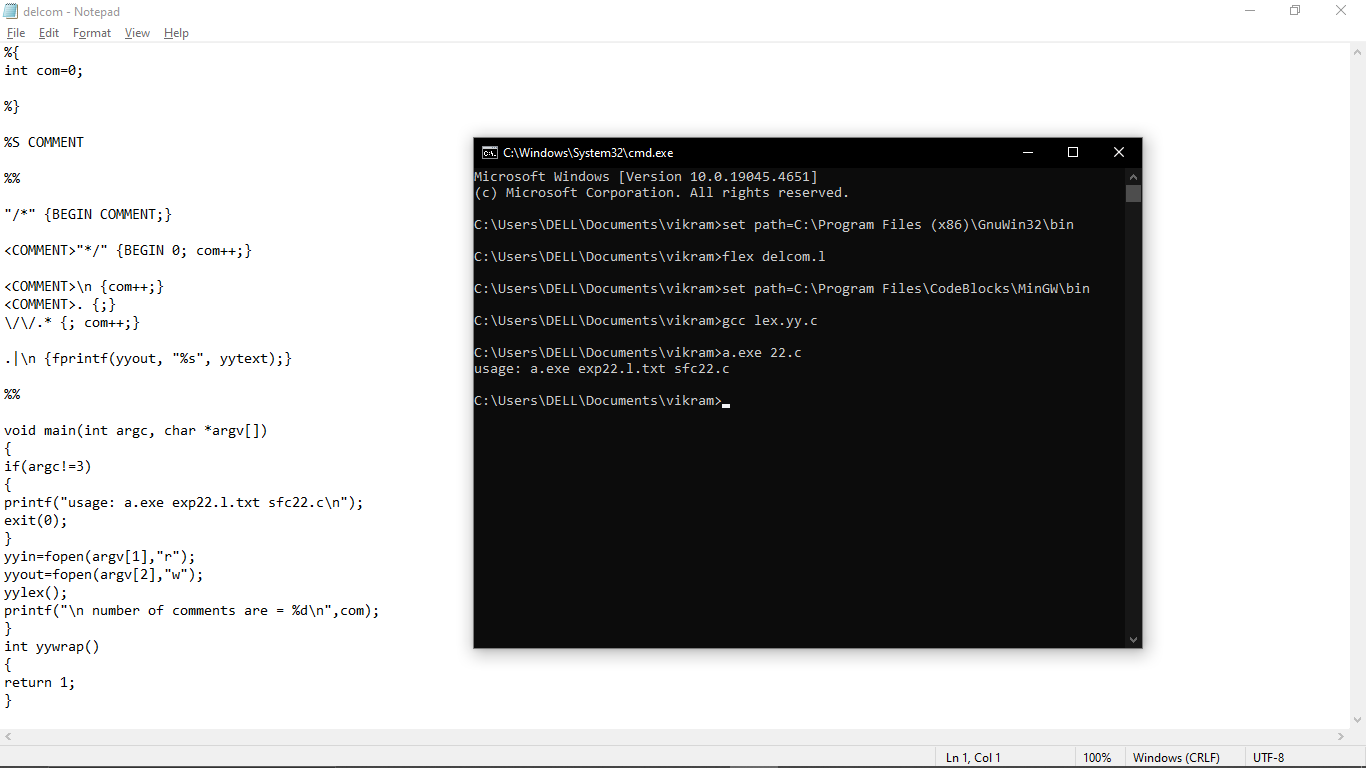 delcom - Notepad
File Edit Format View Help
%{
int com=0;
%}
%S COMMENT
%%
"/*" {BEGIN COMMENT;}
<COMMENT>"*/" {BEGIN 0; com++;}
<COMMENT>\n {com++;}
<COMMENT>. {;}
\/\/.* {; com++;}
.|\n {fprintf(yyout, "%s", yytext);}
%%
void main(int argc, char *argv[])
{
if(argc!=3)
{
printf("usage: a.exe exp22.l.txt sfc22.c\n");
exit(0);
}
yyin=fopen(argv[1],"r");
yyout=fopen(argv[2],"w");
yylex();
printf("\n number of comments are = %d\n",com);
}
int yywrap()
{
return 1;
}
C:\Windows\System32\cmd.exe
Microsoft Windows [Version 10.0.19045.4651]
(c) Microsoft Corporation. All rights reserved.
C:\Users\DELL\Documents\vikram>set path=C:\Program Files (x86)\GnuWin32\bin
C:\Users\DELL\Documents\vikram>flex delcom.l
C:\Users\DELL\Documents\vikram>set path=C:\Program Files\CodeBlocks\MinGW\bin
C:\Users\DELL\Documents\vikram>gcc lex.yy.c
C:\Users\DELL\Documents\vikram>a.exe 22.c
usage: a.exe exp22.l.txt sfc22.c
C:\Users\DELL\Documents\vikram>
Ln 1, Col 1 100% Windows (CRLF) UTF-8